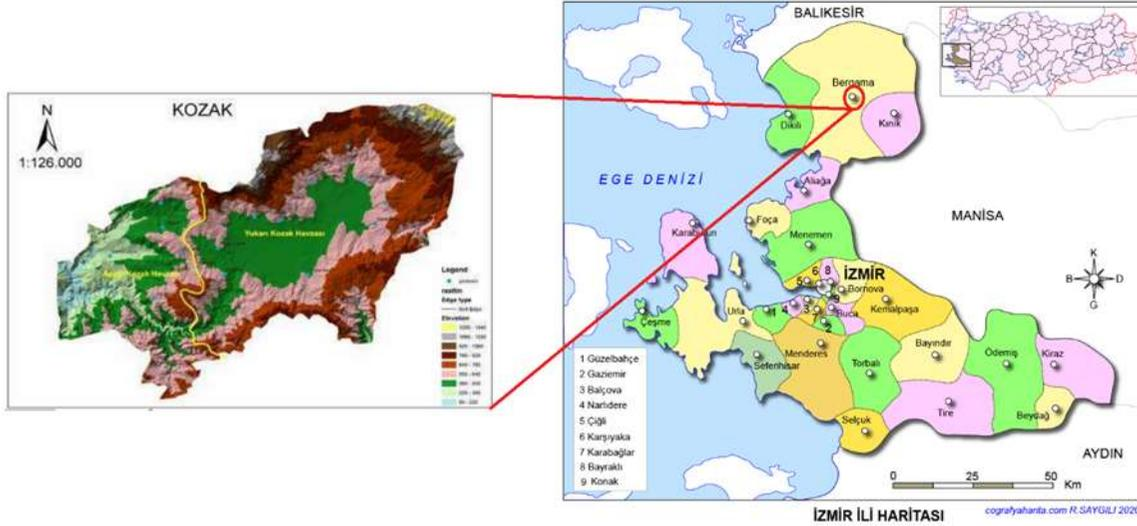 KOZAK
N
1:126.000
Yukarı Kozak Havzası
Legend
Edge type
Elevation
BALIKESİR
Bergama
Dikili
Kınık
EGE DENİZİ
Aliağa
Foça
MANİSA
Karaburun
Menemen
İZMİR
Bornova
Kemalpaşa
Urla
Buca
Çeşme
Menderes
Seferihisar
Torbalı
Bayındır
Ödemiş
Kiraz
Tire
Beydağ
Selçuk
AYDIN
K
B
D
G
1 Güzelbahçe
2 Gaziemir
3 Balçova
4 Narlıdere
5 Çiğli
6 Karşıyaka
7 Karabağlar
8 Bayraklı
9 Konak
0 25 50
Km
İZMİR İLİ HARİTASI
cografyaharita.com R.SAYGILI 2020